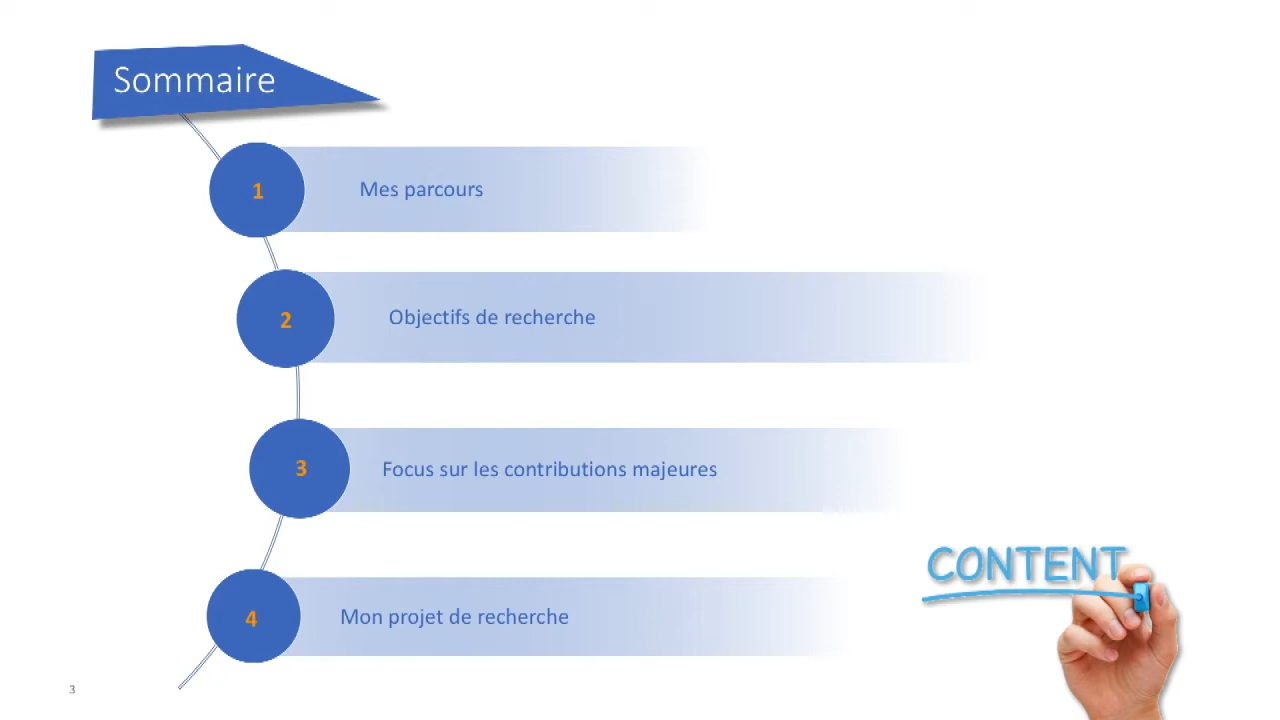 Sommaire
1
Mes parcours
2
Objectifs de recherche
3
Focus sur les contributions majeures
4
Mon projet de recherche
CONTENT
3